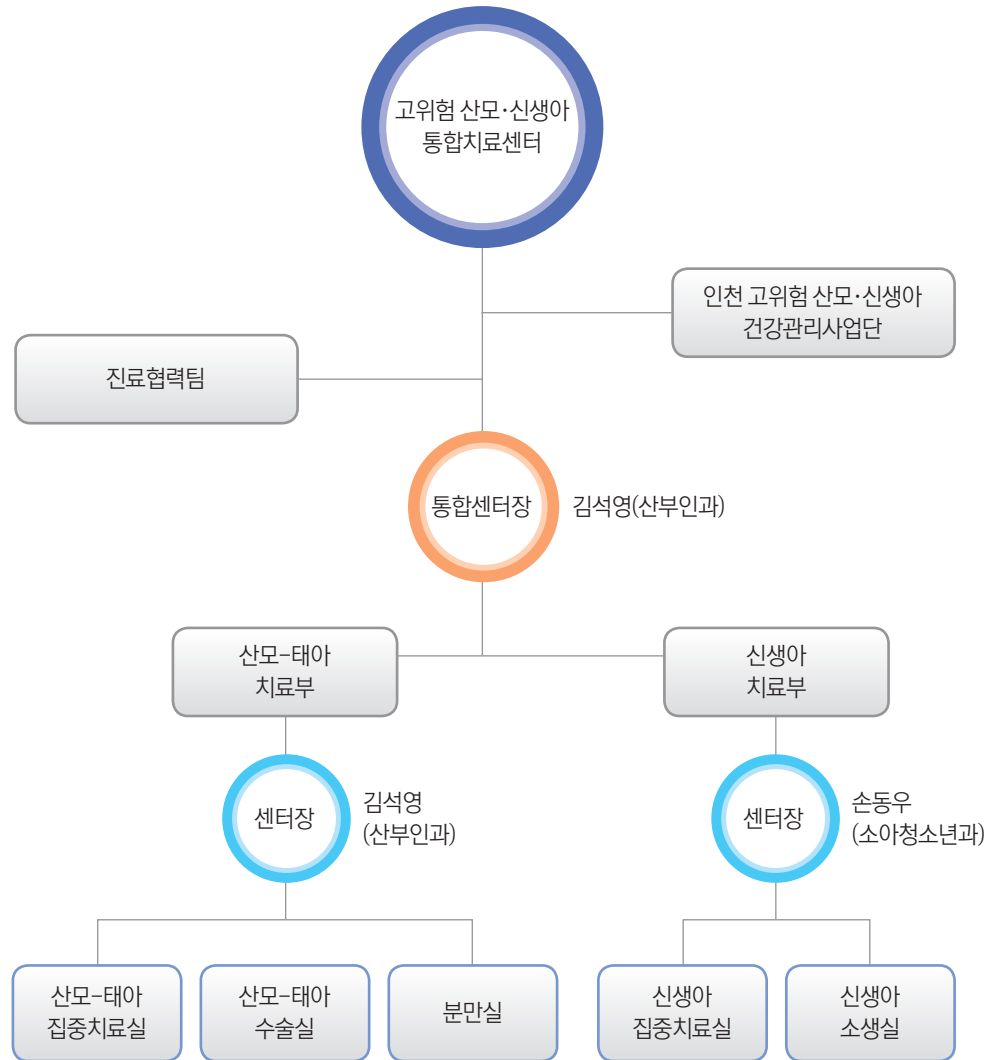 고위험 산모·신생아
통합치료센터
인천 고위험 산모·신생아
건강관리사업단
진료협력팀
통합센터장
김석영(산부인과)
산모-태아
치료부
신생아
치료부
센터장
김석영
(산부인과)
센터장
손동우
(소아청소년과)
산모-태아
집중치료실
산모-태아
수술실
분만실
신생아
집중치료실
신생아
소생실